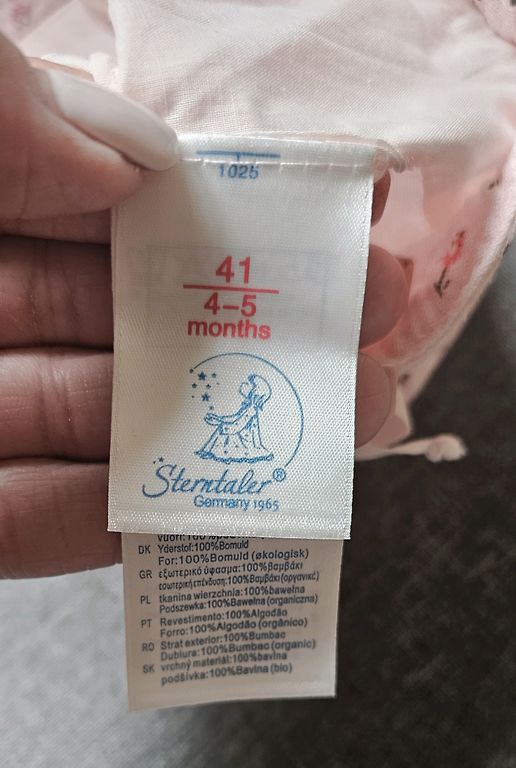 1025
41
4–5
months
Sterntaler®
Germany 1965
DK Yderstof:100%Bomuld
For:100%Bomuld (økologisk)
GR εξωτερικό ύφασμα:100%Βαμβάκι
εσωτερική επένδυση:100%Βαμβάκι (οργανικό)
PL tkanina wierzchnia:100%bawełna
Podszewka:100%Bawełna (organiczna)
PT Revestimento:100%Algodão
Forro:100%Algodão (orgânico)
RO Strat exterior:100%Bumbac
Dublura:100%Bumbac (organic)
SK vrchný materiál:100%bavlna
podšívka:100%Bavlna (bio)